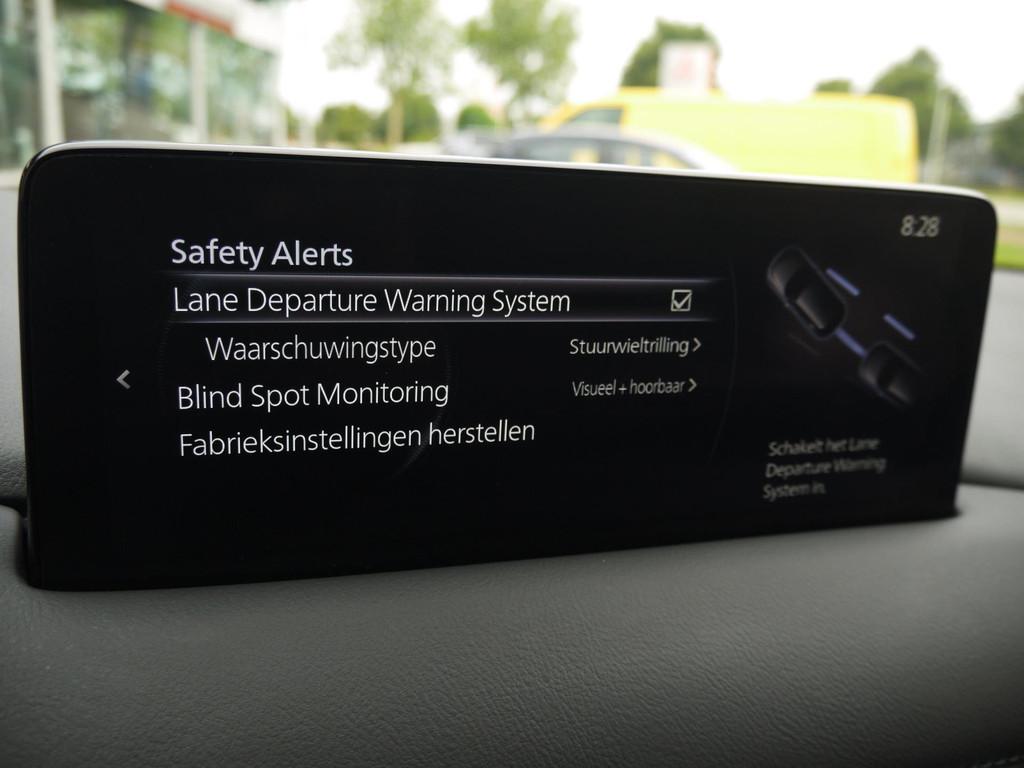 8:28
Safety Alerts
Lane Departure Warning System
Waarschuwingstype Stuurwieltrilling >
< Blind Spot Monitoring Visueel + hoorbaar >
Fabrieksinstellingen herstellen
Schakelt het Lane
Departure Warning
System in.